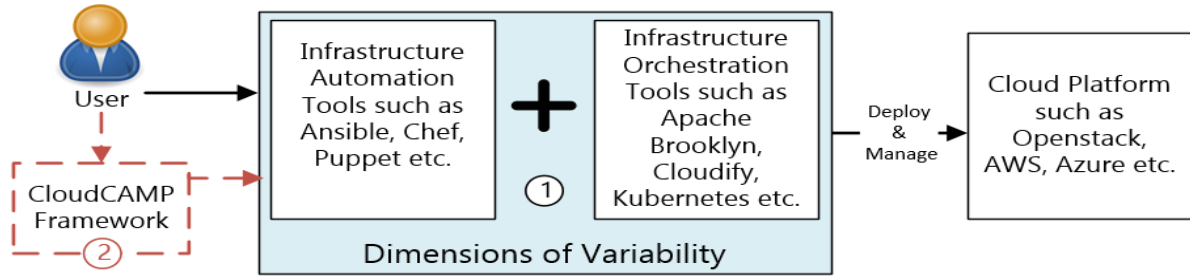 User
CloudCAMP
Framework
2
Infrastructure
Automation
Tools such as
Ansible, Chef,
Puppet etc.
1
Infrastructure
Orchestration
Tools such as
Apache
Brooklyn,
Cloudify,
Kubernetes etc.
Dimensions of Variability
Deploy
&
Manage
Cloud Platform
such as
Openstack,
AWS, Azure etc.